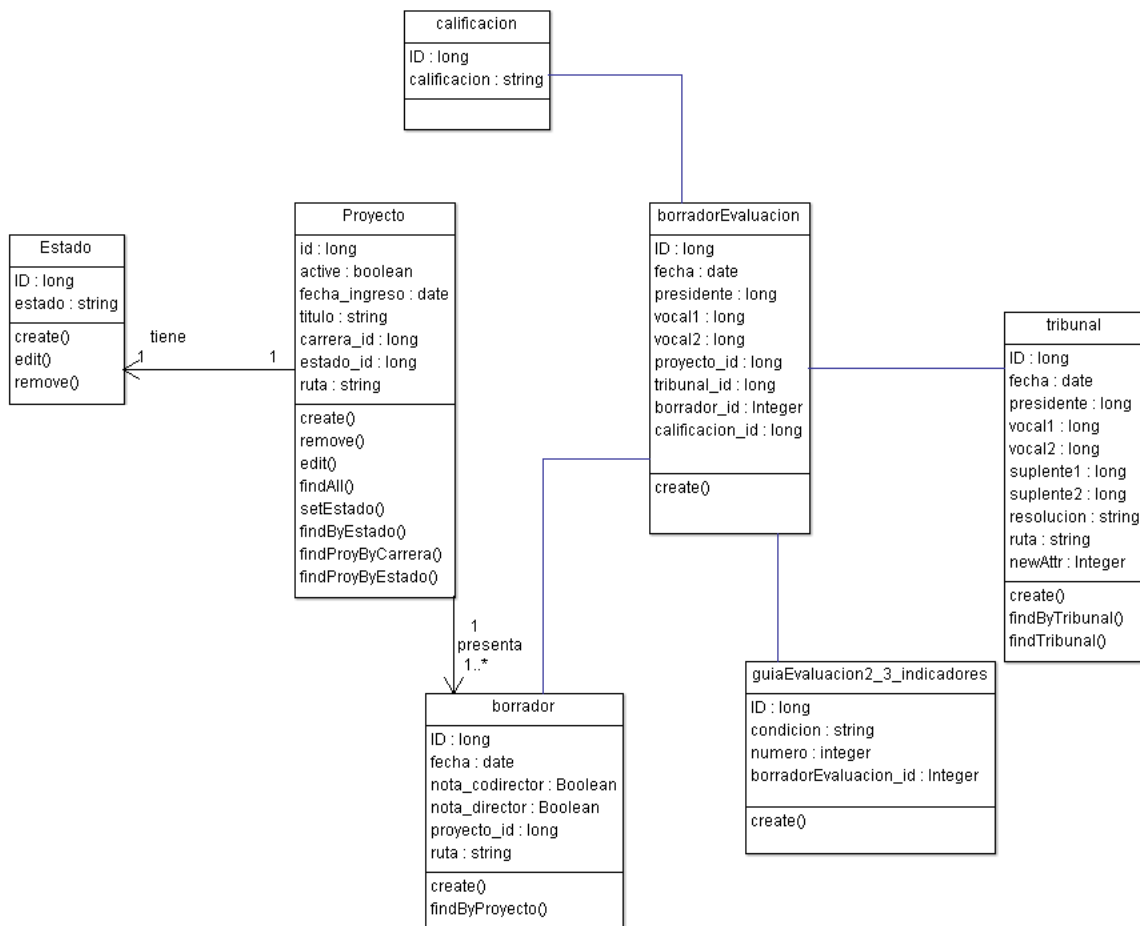 calificacion
ID : long
calificacion : string
Proyecto
id : long
active : boolean
fecha_ingreso : date
titulo : string
carrera_id : long
estado_id : long
ruta : string
create()
remove()
edit()
findAll()
setEstado()
findByEstado()
findProyByCarrera()
findProyByEstado()
borradorEvaluacion
ID : long
fecha : date
presidente : long
vocal1 : long
vocal2 : long
proyecto_id : long
tribunal_id : long
borrador_id : Integer
calificacion_id : long
create()
Estado
ID : long
estado : string
create()
edit()
remove()
tiene
1
1
tribunal
ID : long
fecha : date
presidente : long
vocal1 : long
vocal2 : long
suplente1 : long
suplente2 : long
resolucion : string
ruta : string
newAttr : Integer
create()
findByTribunal()
findTribunal()
1
presenta
1..*
guiaEvaluacion2_3_indicadores
ID : long
condicion : string
numero : integer
borradorEvaluacion_id : Integer
create()
borrador
ID : long
fecha : date
nota_codirector : Boolean
nota_director : Boolean
proyecto_id : long
ruta : string
create()
findByProyecto()